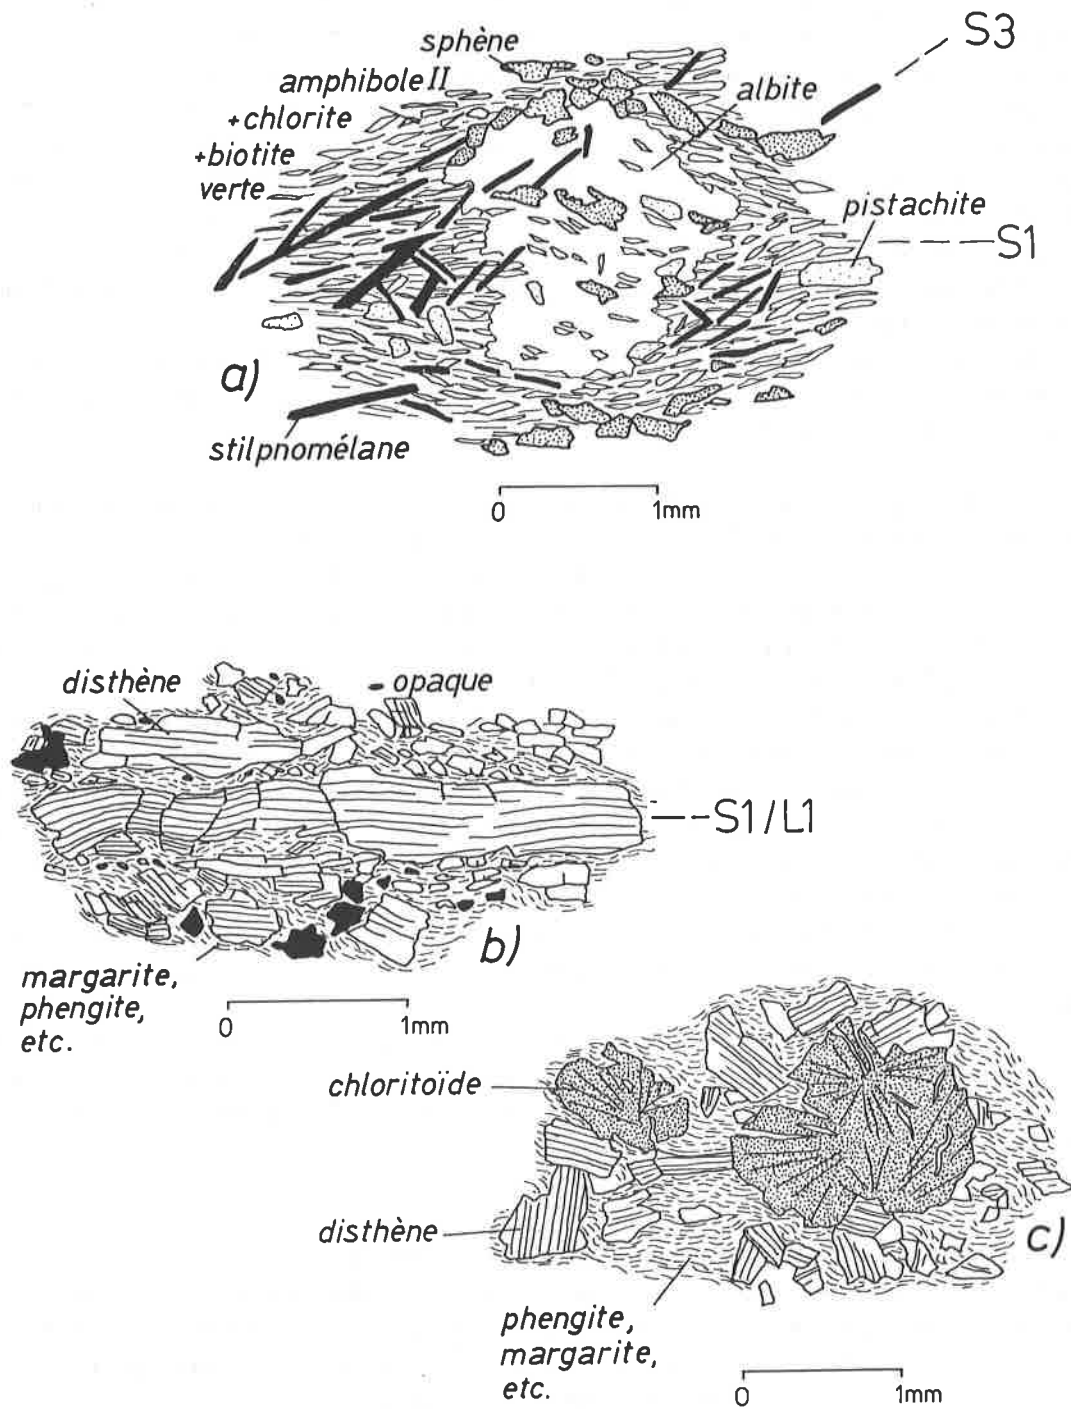 S3
sphène
amphibole II
+chlorite
+biotite
verte
albite
pistachite
S1
a)
stilpnomélane
0 1mm
disthène
opaque
S1/L1
b)
margarite,
phengite,
etc.
0 1mm
chloritoïde
disthène
c)
phengite,
margarite,
etc.
0 1mm